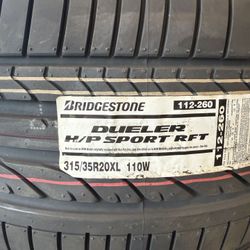 BRIDGESTONE
112-260
DUELER
H/P SPORT RFT
315/35R20XL 110W
112-260